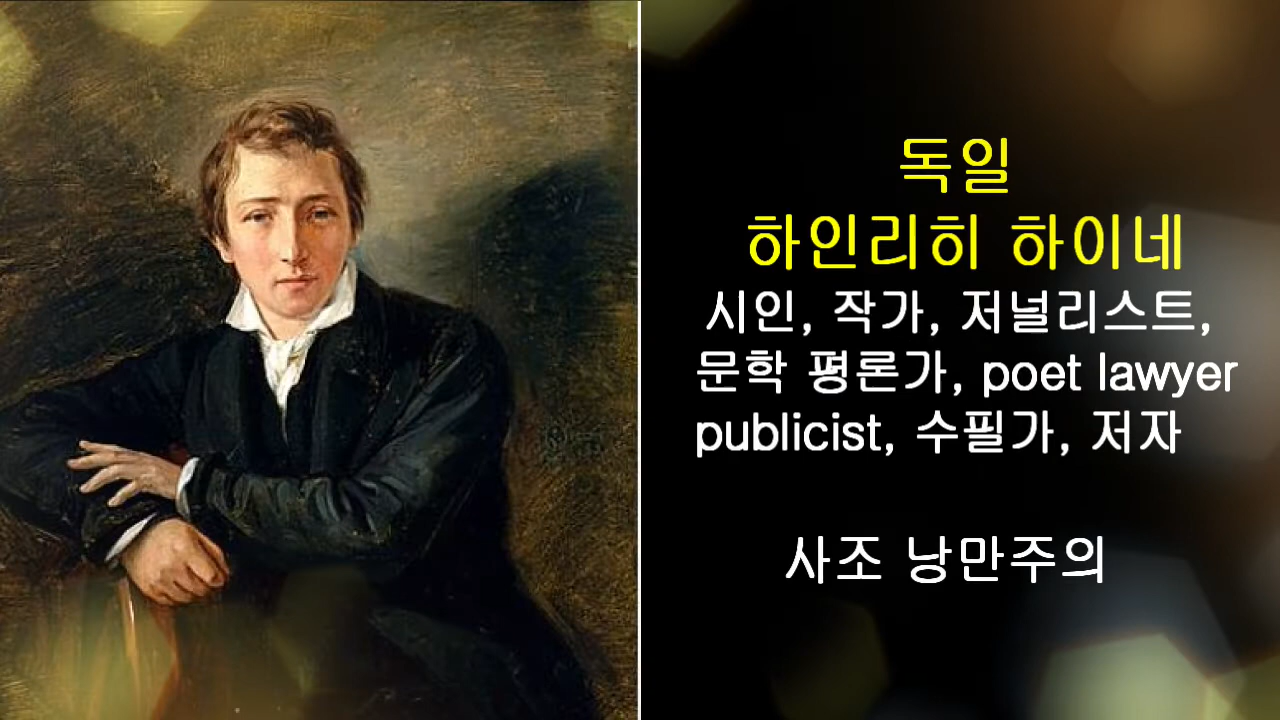 독일
하인리히 하이네
시인, 작가, 저널리스트,
문학 평론가, poet lawyer
publicist, 수필가, 저자
사조 낭만주의